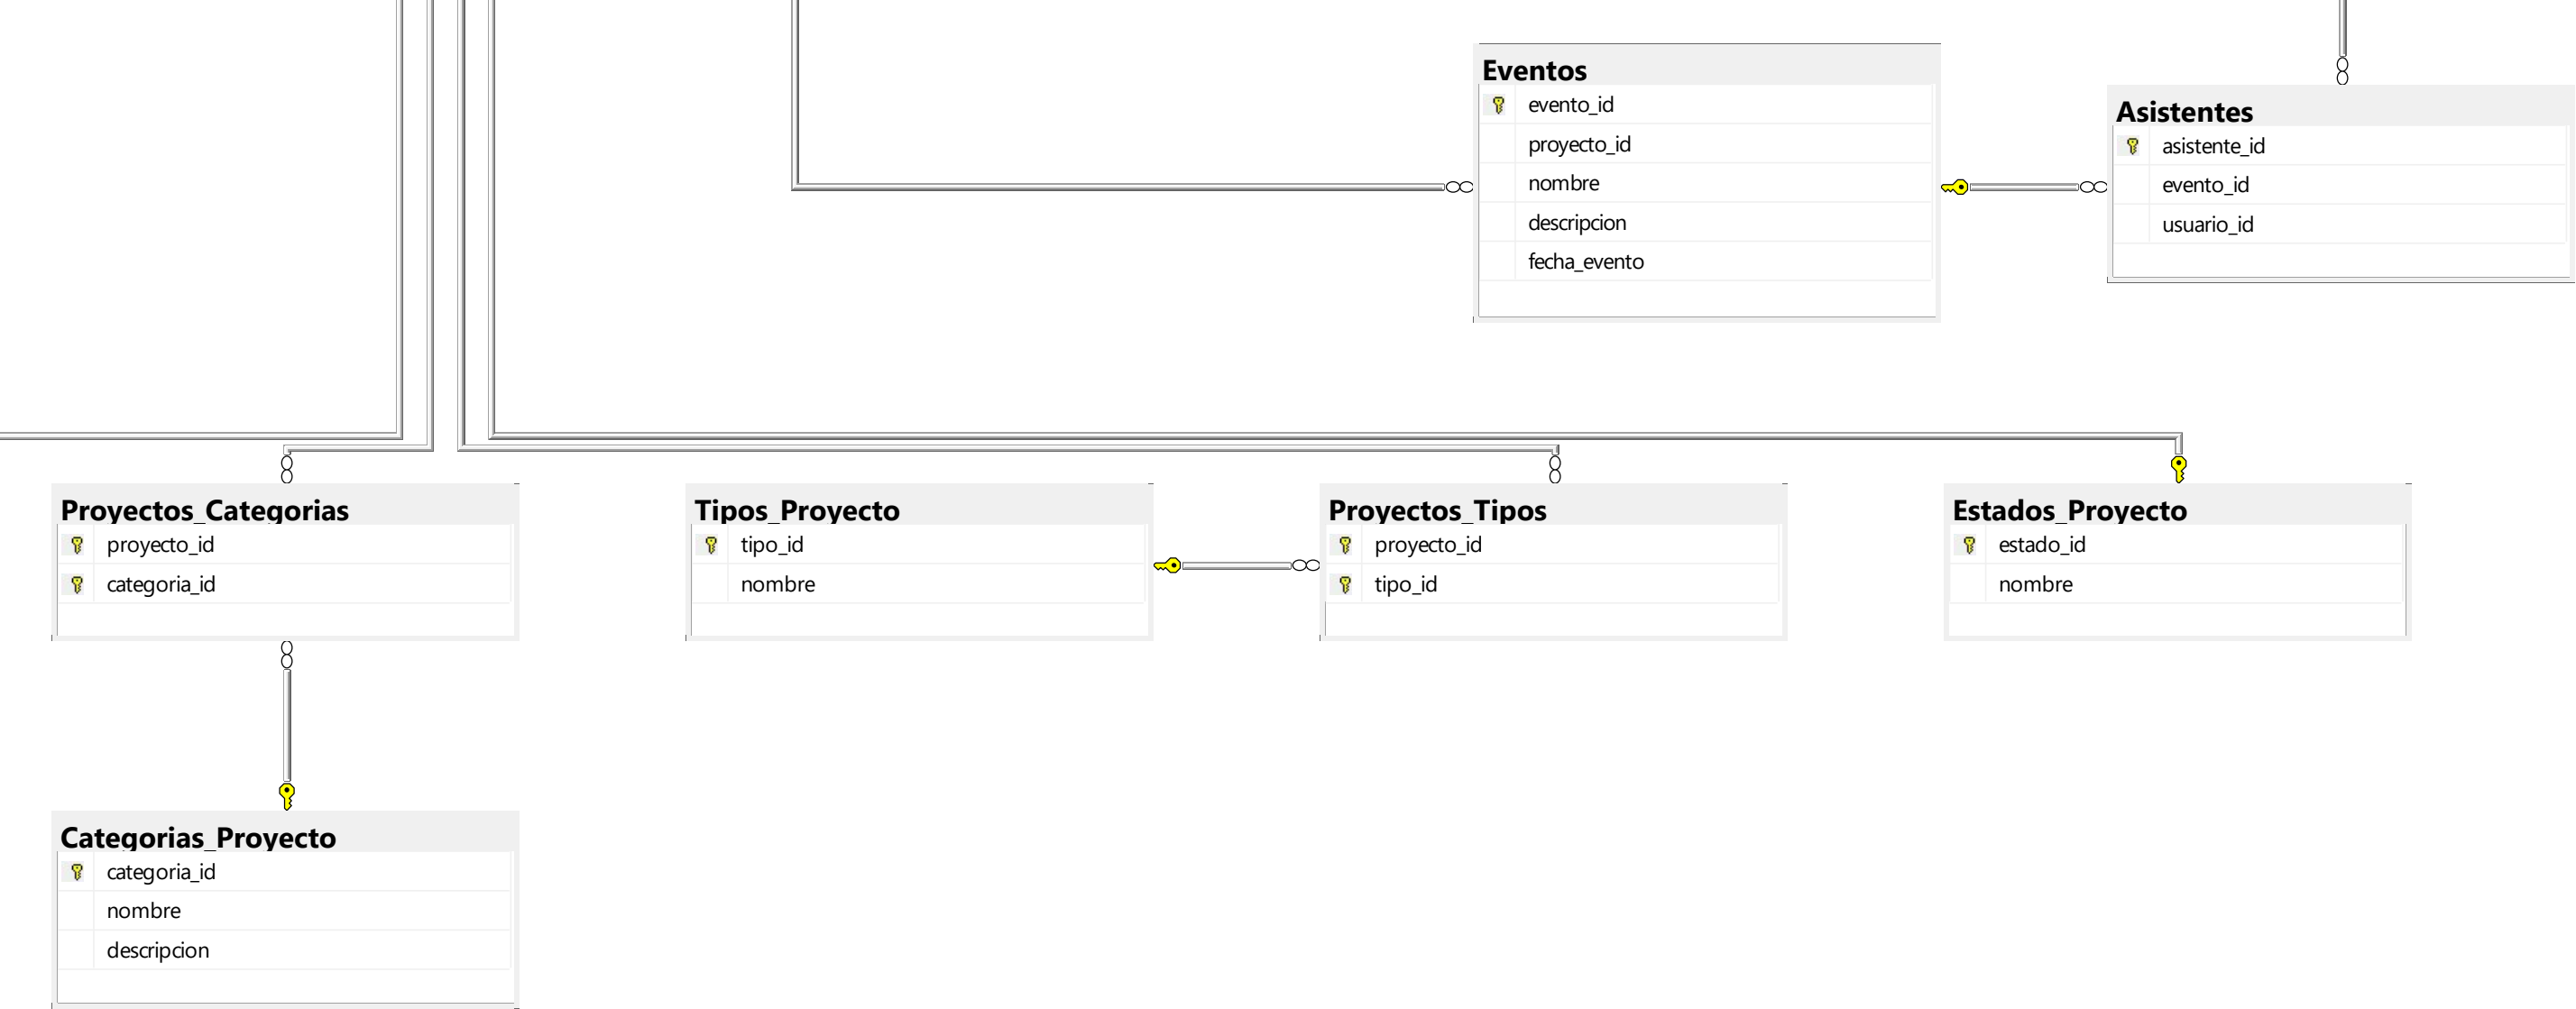 Eventos
evento_id
proyecto_id
nombre
descripcion
fecha_evento
Asistentes
asistente_id
evento_id
usuario_id
Proyectos_Categorias
proyecto_id
categoria_id
Tipos_Proyecto
tipo_id
nombre
Proyectos_Tipos
proyecto_id
tipo_id
Estados_Proyecto
estado_id
nombre
Categorias_Proyecto
categoria_id
nombre
descripcion